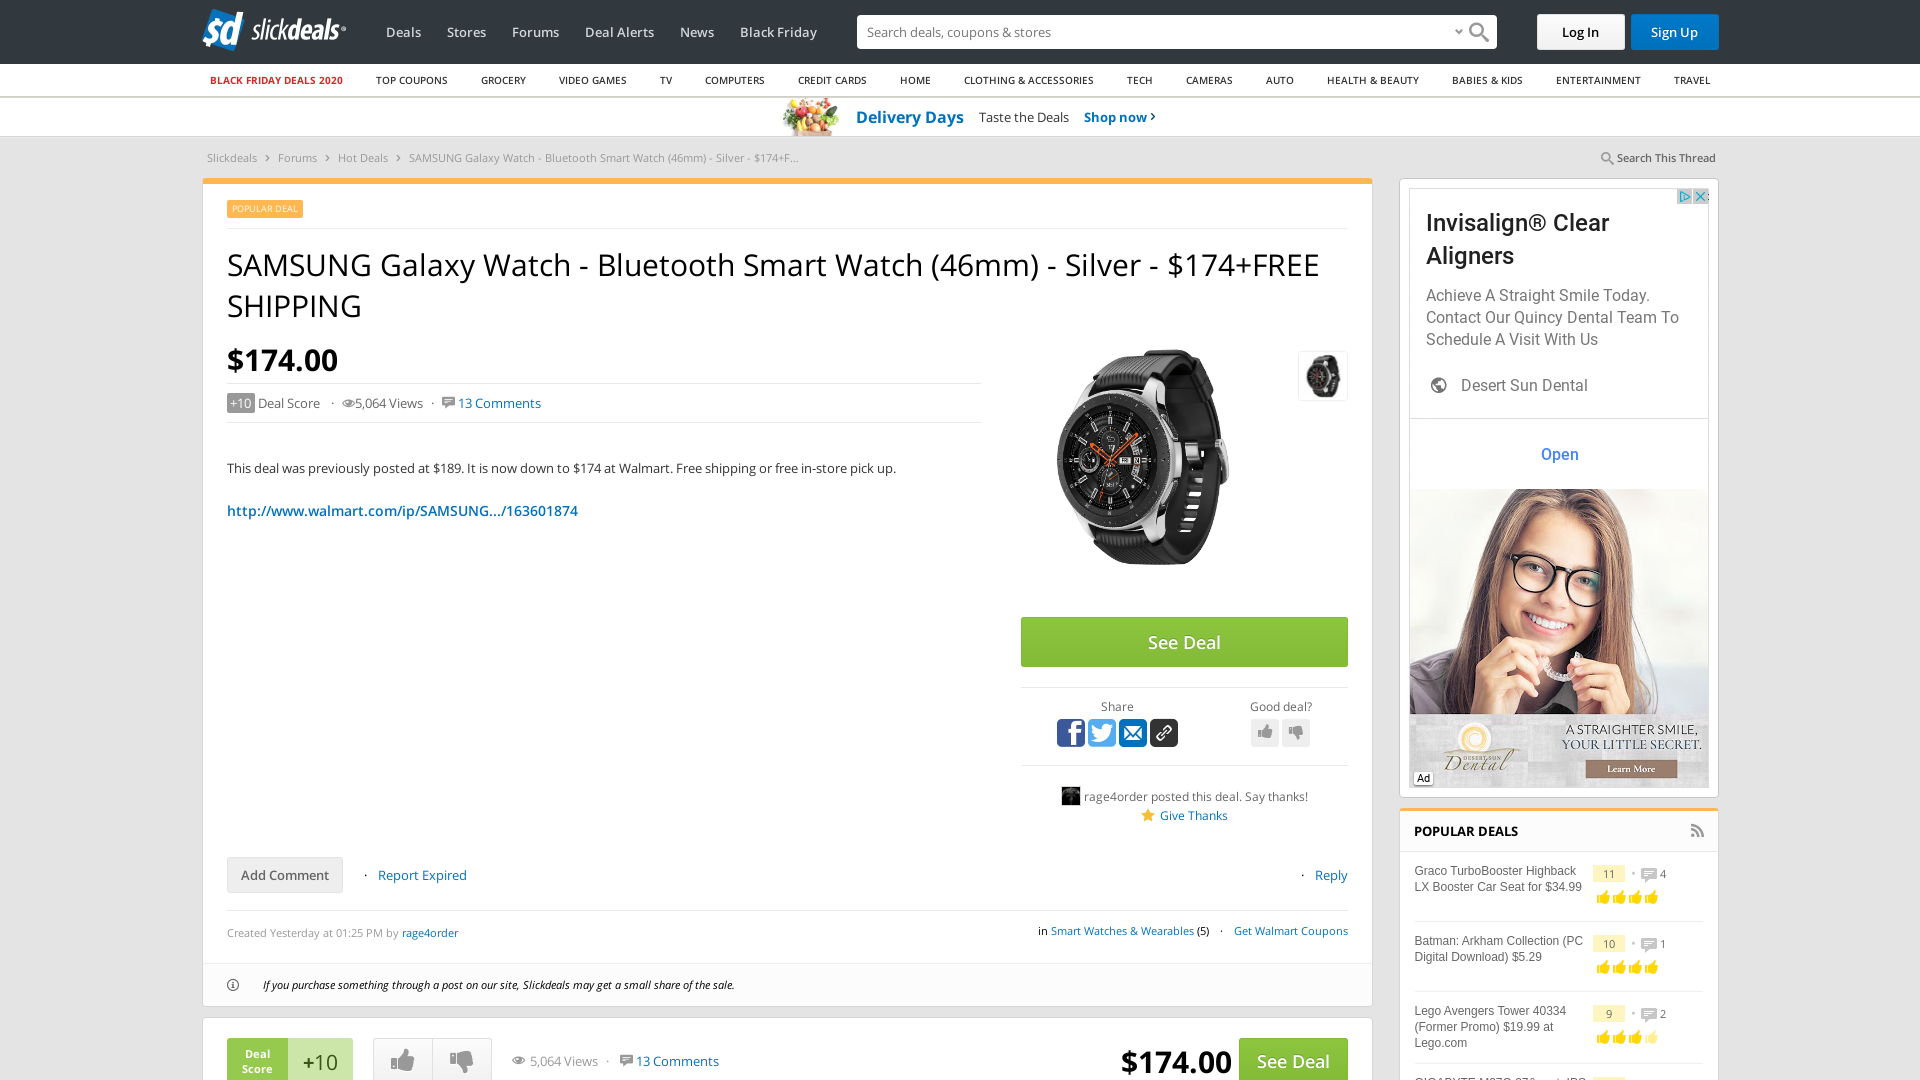 sd slickdeals
Deals Stores Forums Deal Alerts News Black Friday
Search deals, coupons & stores
Log In Sign Up
BLACK FRIDAY DEALS 2020 TOP COUPONS GROCERY VIDEO GAMES TV COMPUTERS CREDIT CARDS HOME CLOTHING & ACCESSORIES TECH CAMERAS AUTO HEALTH & BEAUTY BABIES & KIDS ENTERTAINMENT TRAVEL
Delivery Days Taste the Deals Shop now ›
Slickdeals › Forums › Hot Deals › SAMSUNG Galaxy Watch - Bluetooth Smart Watch (46mm) - Silver - $174+F...
Search This Thread
POPULAR DEAL
SAMSUNG Galaxy Watch - Bluetooth Smart Watch (46mm) - Silver - $174+FREE
SHIPPING
$174.00
+10 Deal Score · 5,064 Views · 13 Comments
This deal was previously posted at $189. It is now down to $174 at Walmart. Free shipping or free in-store pick up.
http://www.walmart.com/ip/SAMSUNG.../163601874
See Deal
Share
Good deal?
rage4order posted this deal. Say thanks!
Give Thanks
Add Comment · Report Expired
· Reply
Created Yesterday at 01:25 PM by rage4order
in Smart Watches & Wearables (5) · Get Walmart Coupons
If you purchase something through a post on our site, Slickdeals may get a small share of the sale.
Deal
Score
+10
5,064 Views · 13 Comments
$174.00 See Deal
Invisalign® Clear
Aligners
Achieve A Straight Smile Today.
Contact Our Quincy Dental Team To
Schedule A Visit With Us
Desert Sun Dental
Open
A STRAIGHTER SMILE,
YOUR LITTLE SECRET.
DESERT SUN
Dental
Learn More
Ad
POPULAR DEALS
Graco TurboBooster Highback
LX Booster Car Seat for $34.99
11 · 4
Batman: Arkham Collection (PC
Digital Download) $5.29
10 · 1
Lego Avengers Tower 40334
(Former Promo) $19.99 at
Lego.com
9 · 2